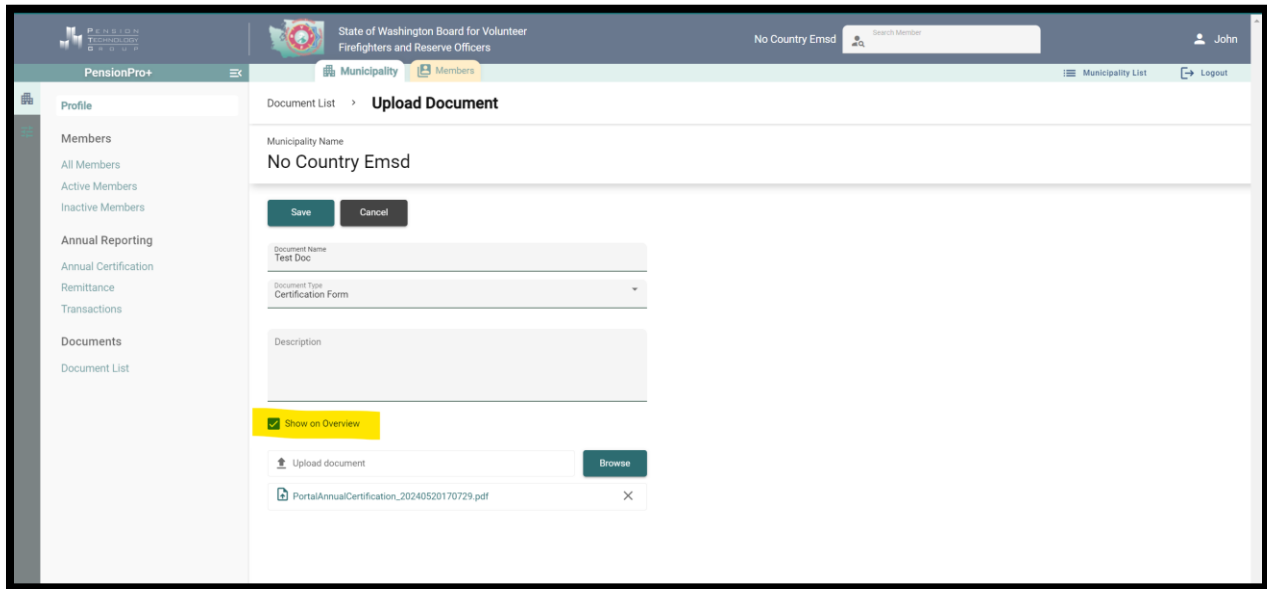 PENSION
TECHNOLOGY
GROUP
State of Washington Board for Volunteer
Firefighters and Reserve Officers
No Country Emsd
Search Member
John
PensionPro+
Municipality
Members
Municipality List
Logout
Profile
Members
All Members
Active Members
Inactive Members
Annual Reporting
Annual Certification
Remittance
Transactions
Documents
Document List
Document List > Upload Document
Municipality Name
No Country Emsd
Save
Cancel
Document Name
Test Doc
Document Type
Certification Form
Description
Show on Overview
Upload document
Browse
PortalAnnualCertification_20240520170729.pdf